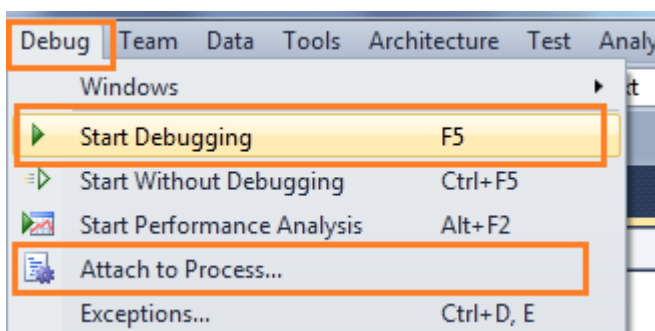 Debug Team Data Tools Architecture Test Analy
Windows
Start Debugging F5
Start Without Debugging Ctrl+F5
Start Performance Analysis Alt+F2
Attach to Process...
Exceptions... Ctrl+D, E